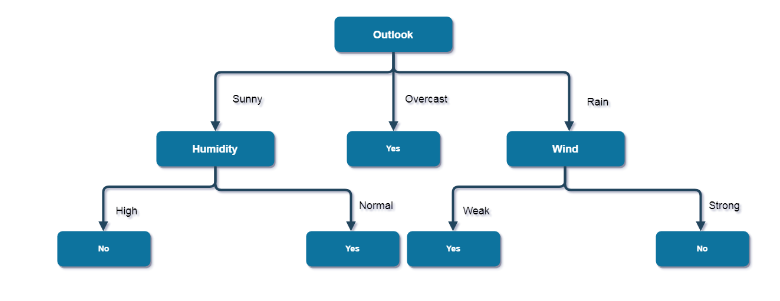 Outlook
Sunny
Overcast
Rain
Humidity
Yes
Wind
High
Normal
Weak
Strong
No
Yes
Yes
No